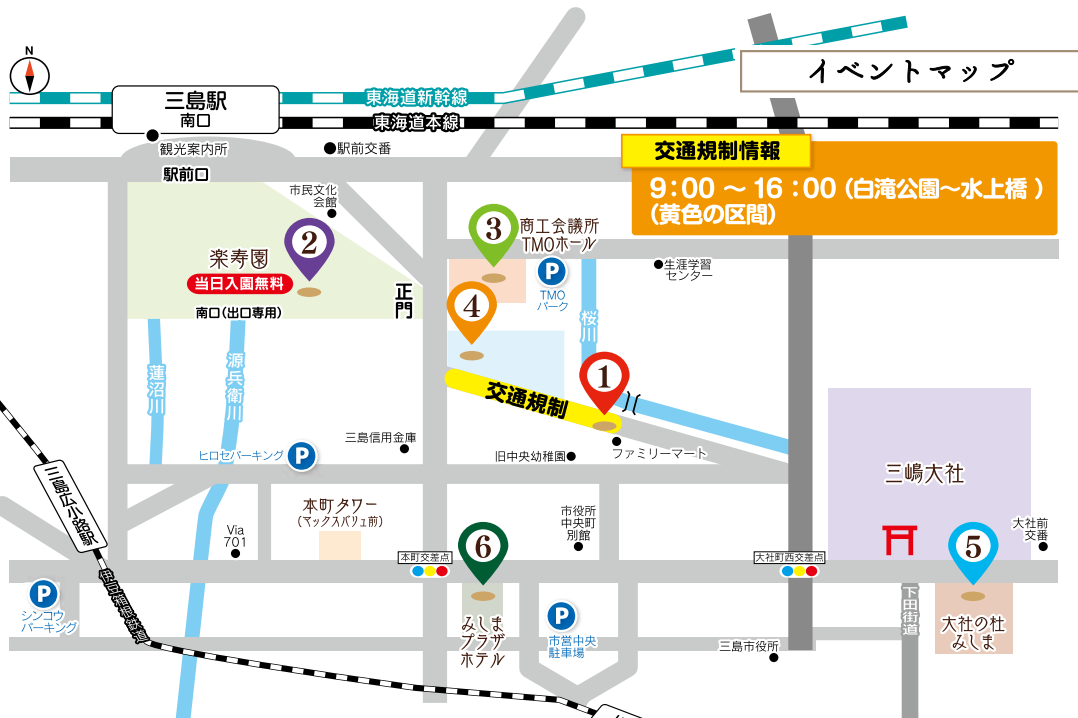 N
イベントマップ
三島駅
南口
東海道新幹線
東海道本線
観光案内所
駅前交番
駅前口
交通規制情報
9:00 ～ 16:00 (白滝公園～水上橋 )
(黄色の区間)
市民文化
会館
2
楽寿園
当日入園無料
南口(出口専用)
正門
3
商工会議所
TMOホール
P
TMO
パーク
生涯学習
センター
4
桜川
1
交通規制
蓮沼川
源兵衛川
三島信用金庫
ヒロセパーキング
P
旧中央幼稚園
ファミリーマート
三嶋大社
三島広小路駅
本町タワー
(マックスバリュ前)
Via
701
市役所
中央町
別館
大社前
交番
本町交差点
6
大社町西交差点
5
伊豆箱根鉄道
P
シンコウ
パーキング
みしま
プラザ
ホテル
P
市営中央
駐車場
三島市役所
下田街道
大社の杜
みしま